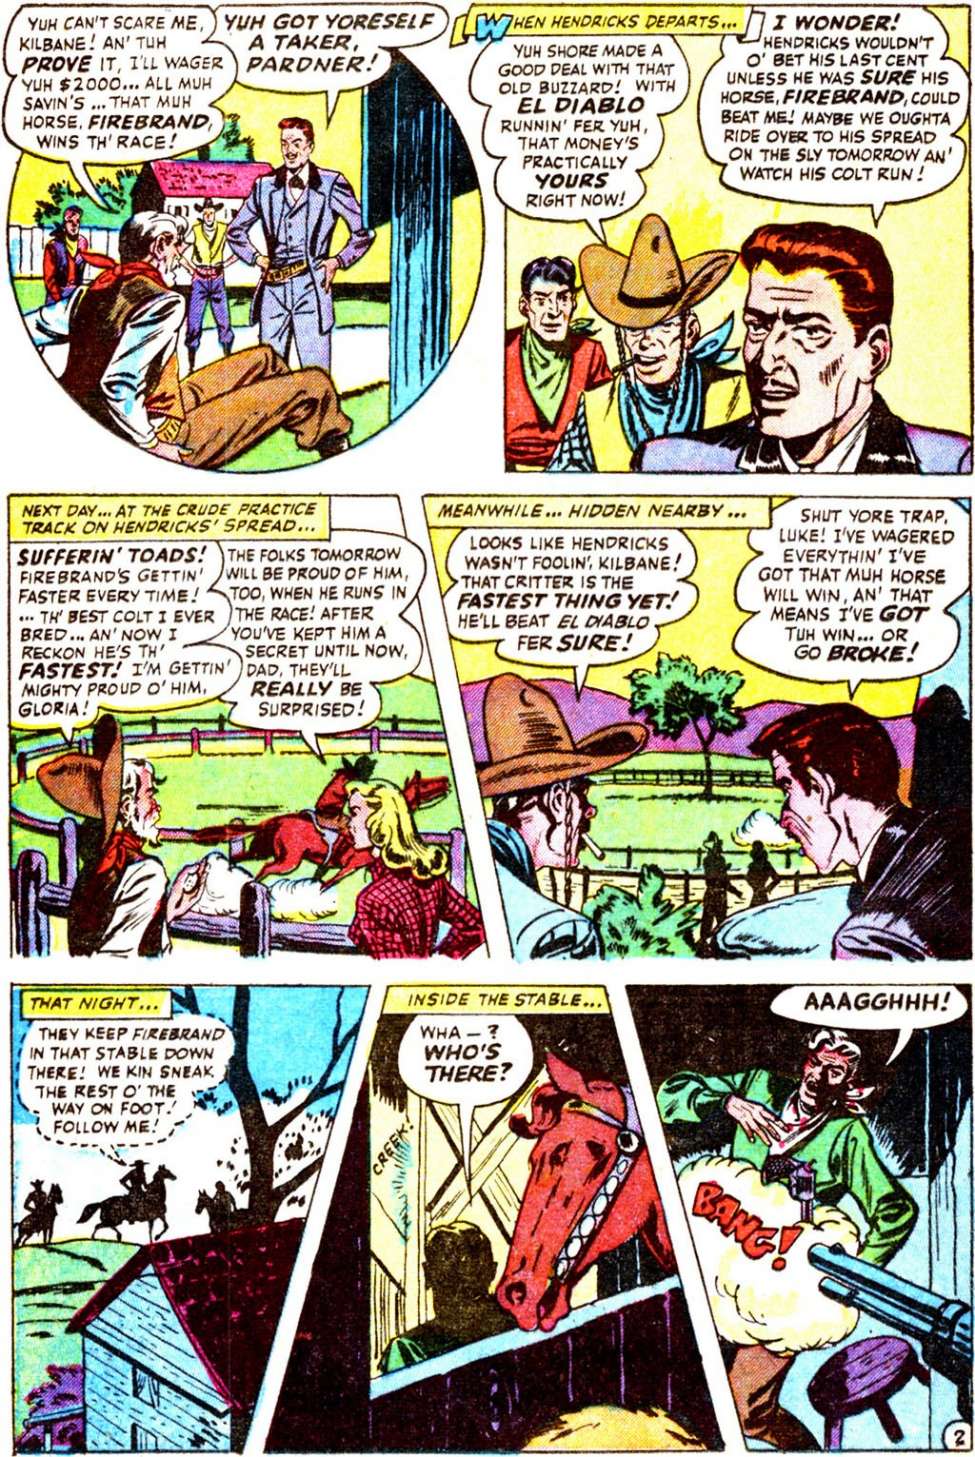 YUH CAN'T SCARE ME,
KILBANE! AN' TUH
PROVE IT, I'LL WAGER
YUH $2000... ALL MUH
SAVIN'S... THAT MUH
HORSE, FIREBRAND,
WINS TH' RACE!
YUH GOT YORESELF
A TAKER,
PARDNER!
WHEN HENDRICKS DEPARTS...
YUH SHORE MADE A
GOOD DEAL WITH THAT
OLD BUZZARD! WITH
EL DIABLO
RUNNIN' FER YUH,
THAT MONEY'S
PRACTICALLY
YOURS
RIGHT NOW!
I WONDER!
HENDRICKS WOULDN'T
O' BET HIS LAST CENT
UNLESS HE WAS SURE HIS
HORSE, FIREBRAND, COULD
BEAT ME! MAYBE WE OUGHTA
RIDE OVER TO HIS SPREAD
ON THE SLY TOMORROW AN'
WATCH HIS COLT RUN!
NEXT DAY... AT THE CRUDE PRACTICE
TRACK ON HENDRICKS' SPREAD...
SUFFERIN' TOADS!
FIREBRAND'S GETTIN'
FASTER EVERY TIME!
... TH' BEST COLT I EVER
BRED... AN' NOW I
RECKON HE'S TH'
FASTEST! I'M GETTIN'
MIGHTY PROUD O' HIM,
GLORIA!
THE FOLKS TOMORROW
WILL BE PROUD OF HIM,
TOO, WHEN HE RUNS IN
THE RACE! AFTER
YOU'VE KEPT HIM A
SECRET UNTIL NOW,
DAD, THEY'LL
REALLY BE
SURPRISED!
MEANWHILE... HIDDEN NEARBY...
LOOKS LIKE HENDRICKS
WASN'T FOOLIN', KILBANE!
THAT CRITTER IS THE
FASTEST THING YET!
HE'LL BEAT EL DIABLO
FER SURE!
SHUT YORE TRAP,
LUKE! I'VE WAGERED
EVERYTHIN' I'VE
GOT THAT MUH HORSE
WILL WIN, AN' THAT
MEANS I'VE GOT
TUH WIN... OR
GO BROKE!
THAT NIGHT...
THEY KEEP FIREBRAND
IN THAT STABLE DOWN
THERE! WE KIN SNEAK
THE REST O' THE
WAY ON FOOT!
FOLLOW ME!
INSIDE THE STABLE...
WHA—?
WHO'S
THERE?
CREEK!
AAAGGHHH!
BANG!
2